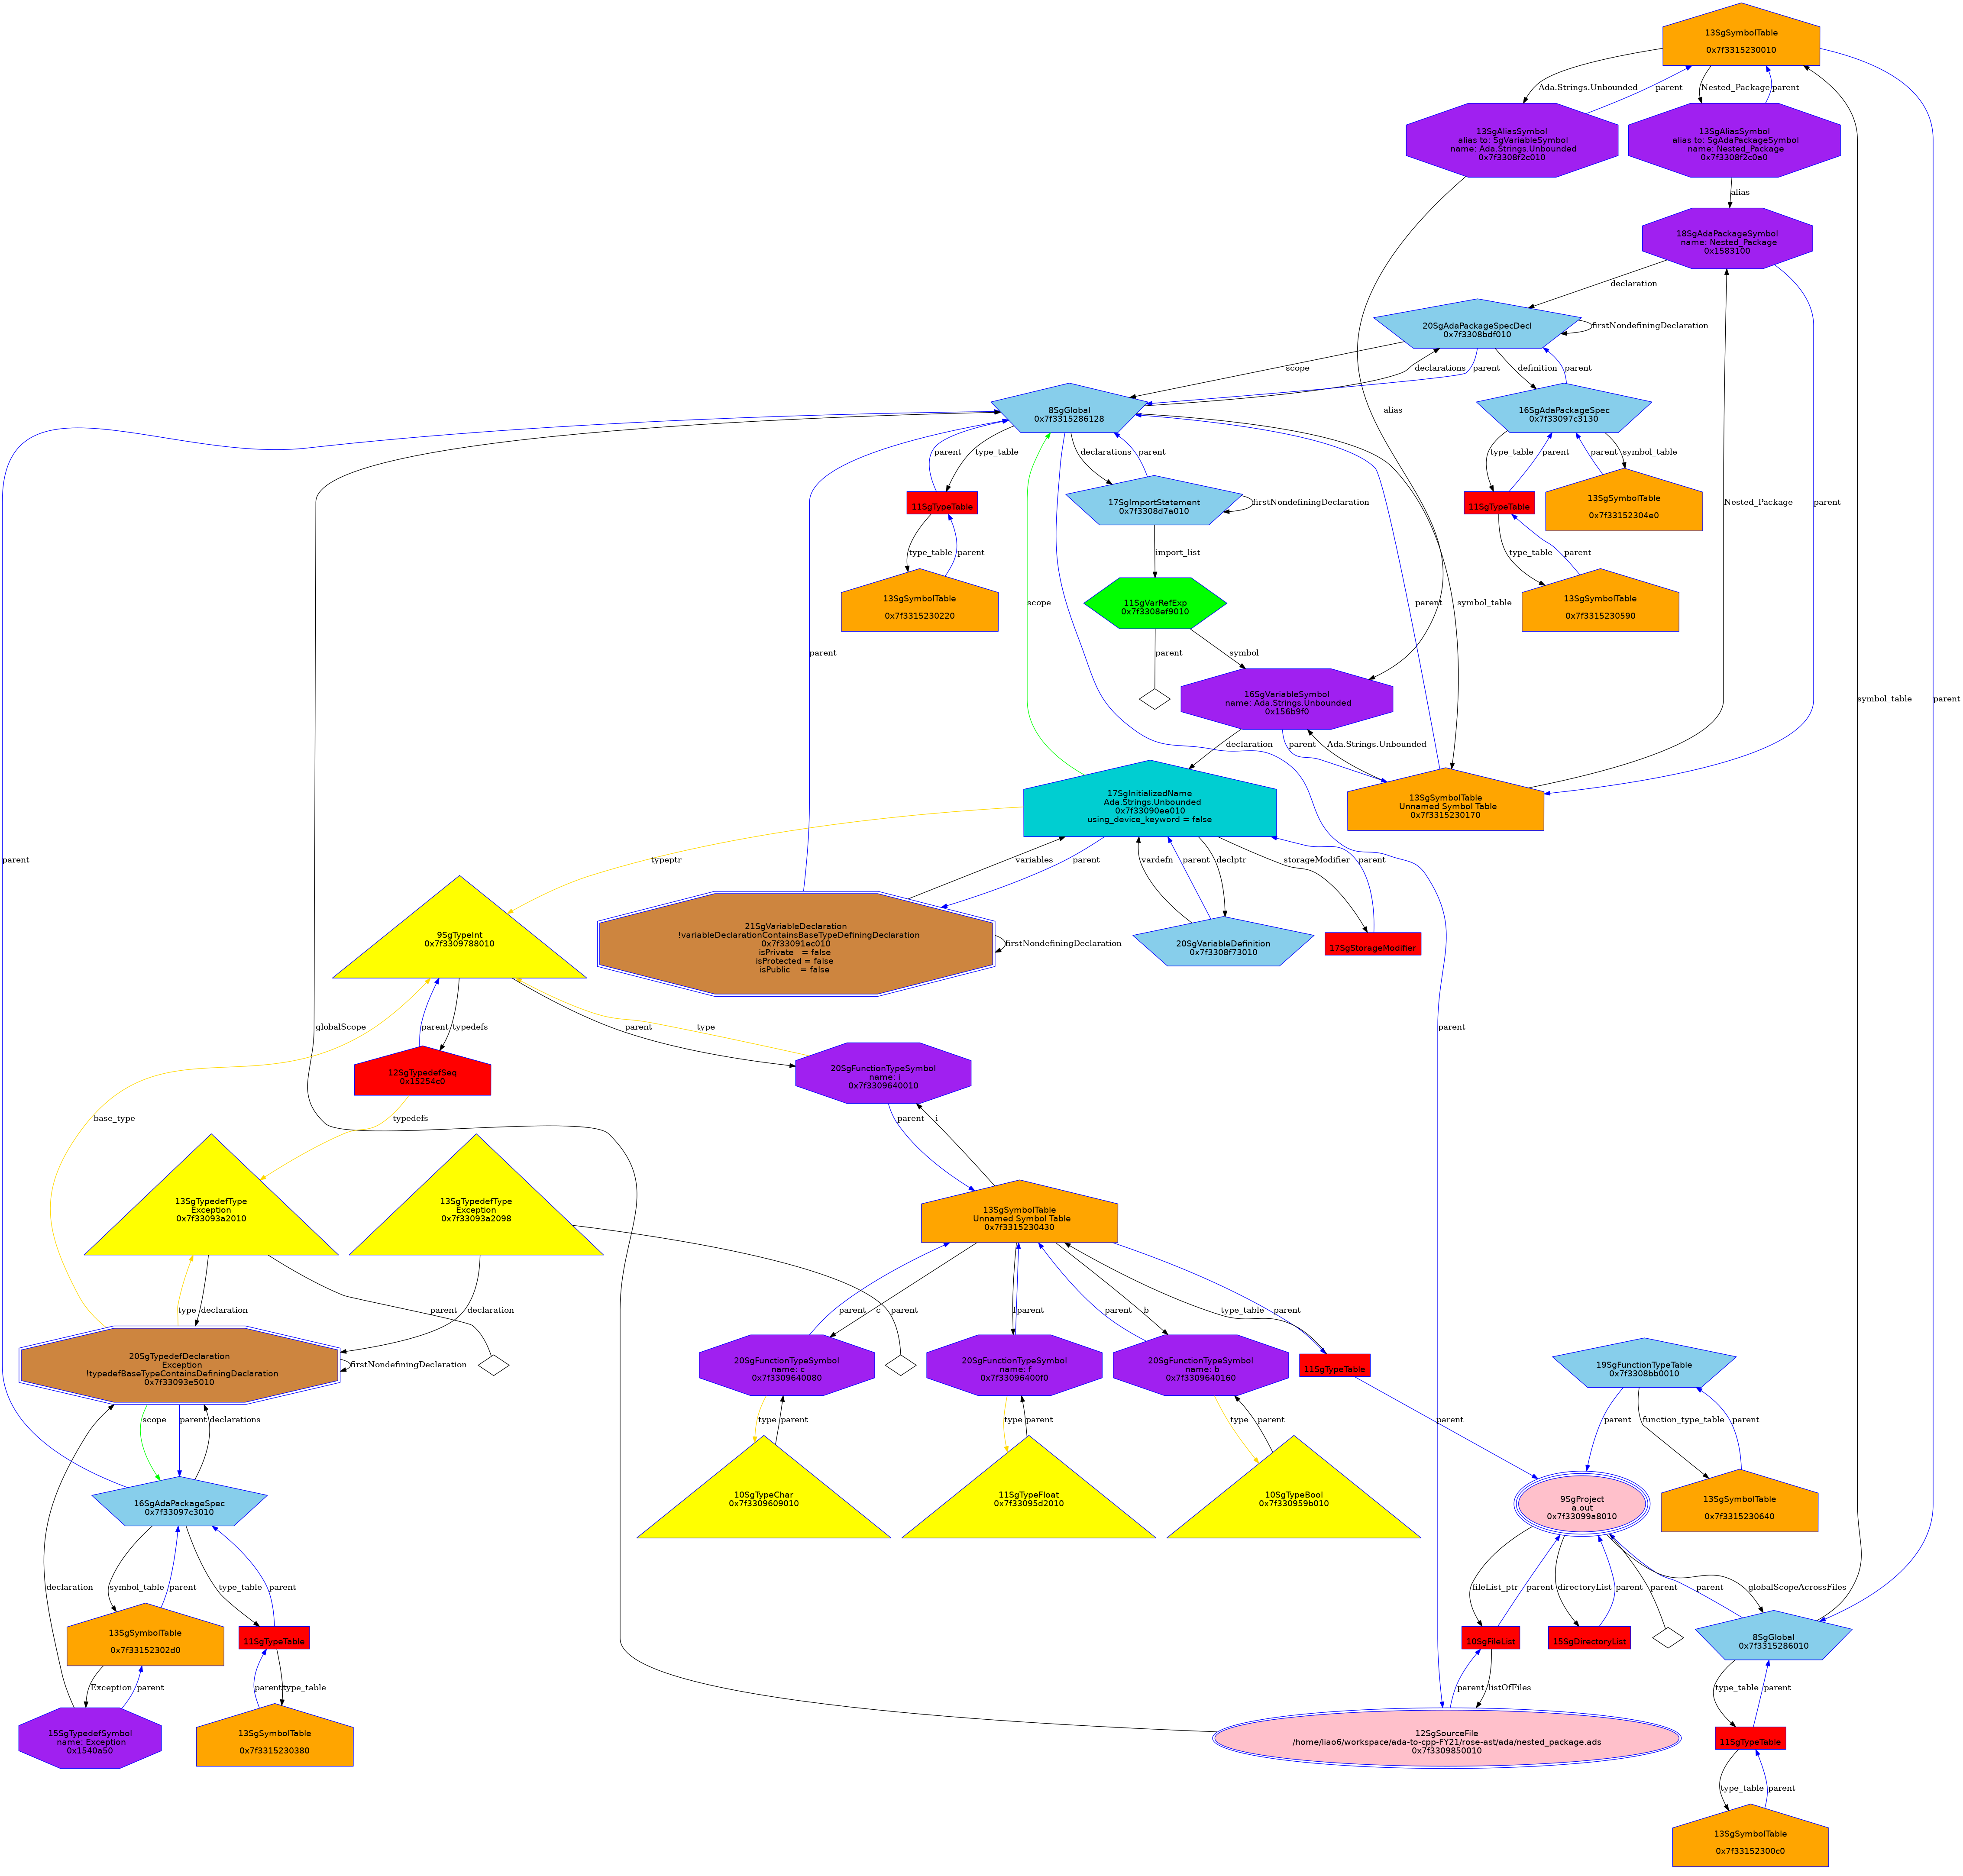 13SgSymbolTable
0x7f3315230010
Ada.Strings.Unbounded
Nested_Package
parent
parent
13SgAliasSymbol
alias to: SgVariableSymbol
name: Ada.Strings.Unbounded
0x7f3308f2c010
13SgAliasSymbol
alias to: SgAdaPackageSymbol
name: Nested_Package
0x7f3308f2c0a0
alias
18SgAdaPackageSymbol
name: Nested_Package
0x1583100
declaration
20SgAdaPackageSpecDecl
0x7f3308bdf010
firstNondefiningDeclaration
scope
declarations
parent
definition
parent
8SgGlobal
0x7f3315286128
alias
16SgAdaPackageSpec
0x7f33097c3130
parent
type_table
declarations
parent
type_table
parent
parent
symbol_table
11SgTypeTable
17SgImportStatement
0x7f3308d7a010
firstNondefiningDeclaration
11SgTypeTable
13SgSymbolTable
0x7f33152304e0
parent
Nested_Package
type_table
parent
import_list
type_table
parent
13SgSymbolTable
0x7f3315230220
scope
11SgVarRefExp
0x7f3308ef9010
parent
symbol_table
13SgSymbolTable
0x7f3315230590
parent
parent
symbol
16SgVariableSymbol
name: Ada.Strings.Unbounded
0x156b9f0
symbol_table
parent
declaration
parent
Ada.Strings.Unbounded
17SgInitializedName
Ada.Strings.Unbounded
0x7f33090ee010
using_device_keyword = false
13SgSymbolTable
Unnamed Symbol Table
0x7f3315230170
parent
typeptr
variables
parent
vardefn
parent
declptr
storageModifier
parent
9SgTypeInt
0x7f3309788010
21SgVariableDeclaration
!variableDeclarationContainsBaseTypeDefiningDeclaration
0x7f33091ec010
isPrivate = false
isProtected = false
isPublic = false
firstNondefiningDeclaration
20SgVariableDefinition
0x7f3308f73010
17SgStorageModifier
globalScope
parent
typedefs
parent
type
parent
12SgTypedefSeq
0x15254c0
20SgFunctionTypeSymbol
name: i
0x7f3309640010
base_type
typedefs
parent
i
13SgTypedefType
Exception
0x7f33093a2010
13SgTypedefType
Exception
0x7f33093a2098
13SgSymbolTable
Unnamed Symbol Table
0x7f3315230430
type
declaration
parent
declaration
parent
c
parent
f
parent
parent
b
type_table
parent
20SgTypedefDeclaration
Exception
!typedefBaseTypeContainsDefiningDeclaration
0x7f33093e5010
firstNondefiningDeclaration
20SgFunctionTypeSymbol
name: c
0x7f3309640080
20SgFunctionTypeSymbol
name: f
0x7f33096400f0
20SgFunctionTypeSymbol
name: b
0x7f3309640160
11SgTypeTable
19SgFunctionTypeTable
0x7f3308bb0010
scope
parent
declarations
type
parent
type
parent
type
parent
parent
parent
function_type_table
parent
16SgAdaPackageSpec
0x7f33097c3010
10SgTypeChar
0x7f3309609010
11SgTypeFloat
0x7f33095d2010
10SgTypeBool
0x7f330959b010
9SgProject
a.out
0x7f33099a8010
13SgSymbolTable
0x7f3315230640
declaration
symbol_table
parent
type_table
parent
fileList_ptr
parent
directoryList
parent
parent
parent
globalScopeAcrossFiles
13SgSymbolTable
0x7f33152302d0
11SgTypeTable
10SgFileList
15SgDirectoryList
8SgGlobal
0x7f3315286010
Exception
parent
parent
type_table
parent
listOfFiles
type_table
parent
15SgTypedefSymbol
name: Exception
0x1540a50
13SgSymbolTable
0x7f3315230380
12SgSourceFile
/home/liao6/workspace/ada-to-cpp-FY21/rose-ast/ada/nested_package.ads
0x7f3309850010
11SgTypeTable
type_table
parent
13SgSymbolTable
0x7f33152300c0